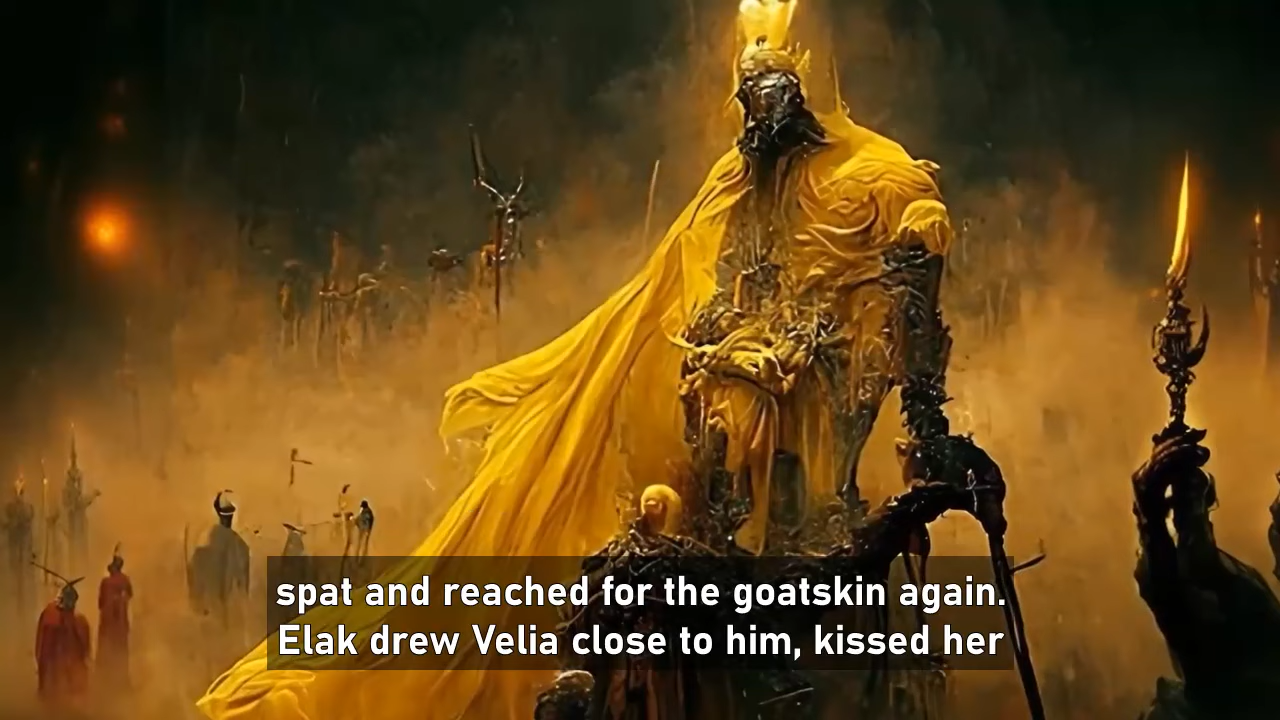 spat and reached for the goatskin again.
Elak drew Velia close to him, kissed her